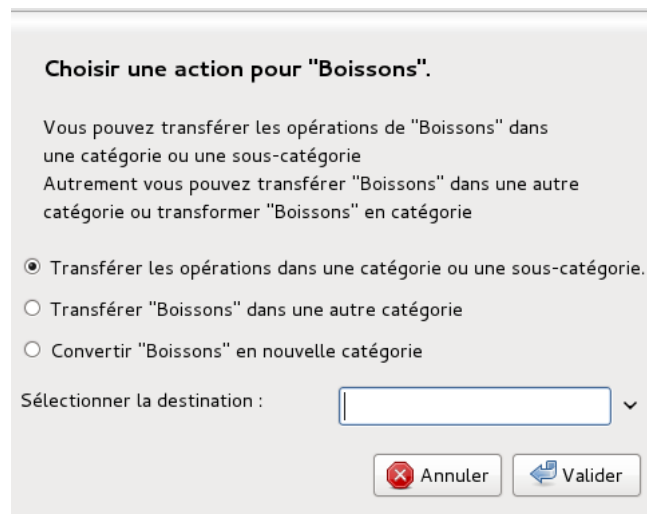 Choisir une action pour "Boissons".
Vous pouvez transférer les opérations de "Boissons" dans
une catégorie ou une sous-catégorie
Autrement vous pouvez transférer "Boissons" dans une autre
catégorie ou transformer "Boissons" en catégorie
Transférer les opérations dans une catégorie ou une sous-catégorie.
Transférer "Boissons" dans une autre catégorie
Convertir "Boissons" en nouvelle catégorie
Sélectionner la destination :
Annuler Valider